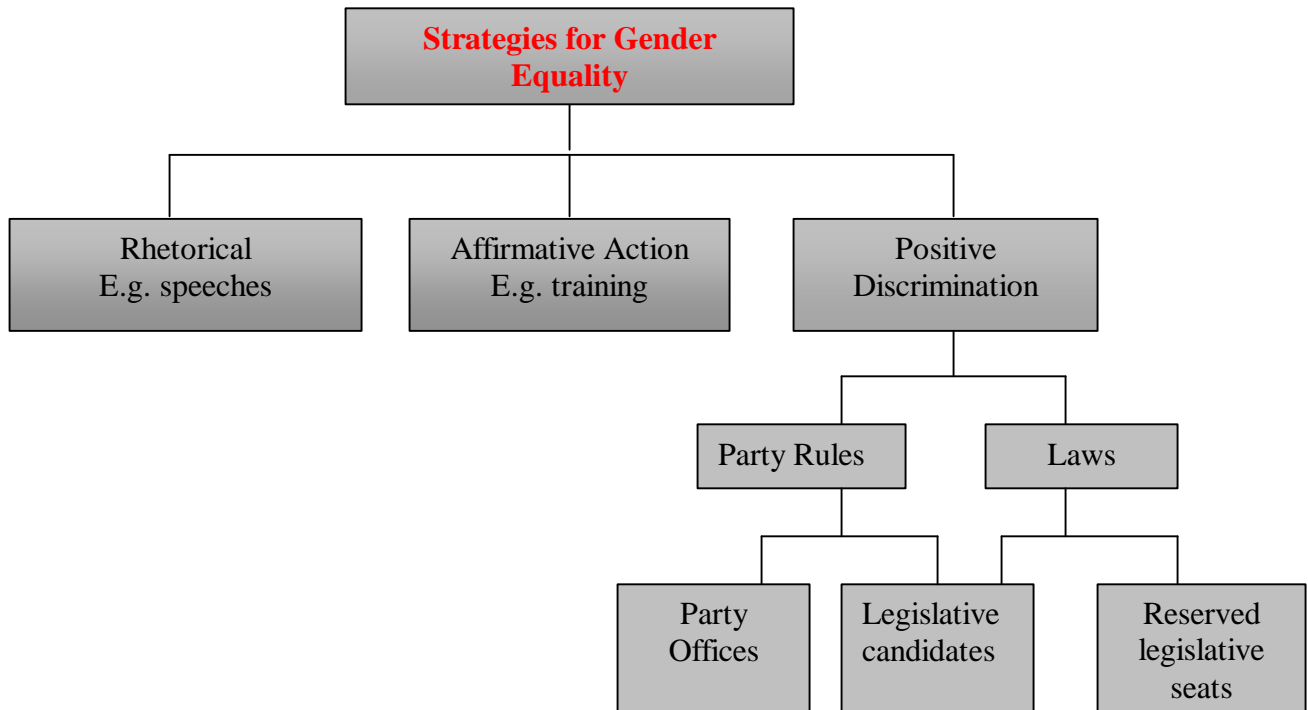 Strategies for Gender
Equality
Rhetorical
E.g. speeches
Affirmative Action
E.g. training
Positive
Discrimination
Party Rules
Laws
Party
Offices
Legislative
candidates
Reserved
legislative
seats